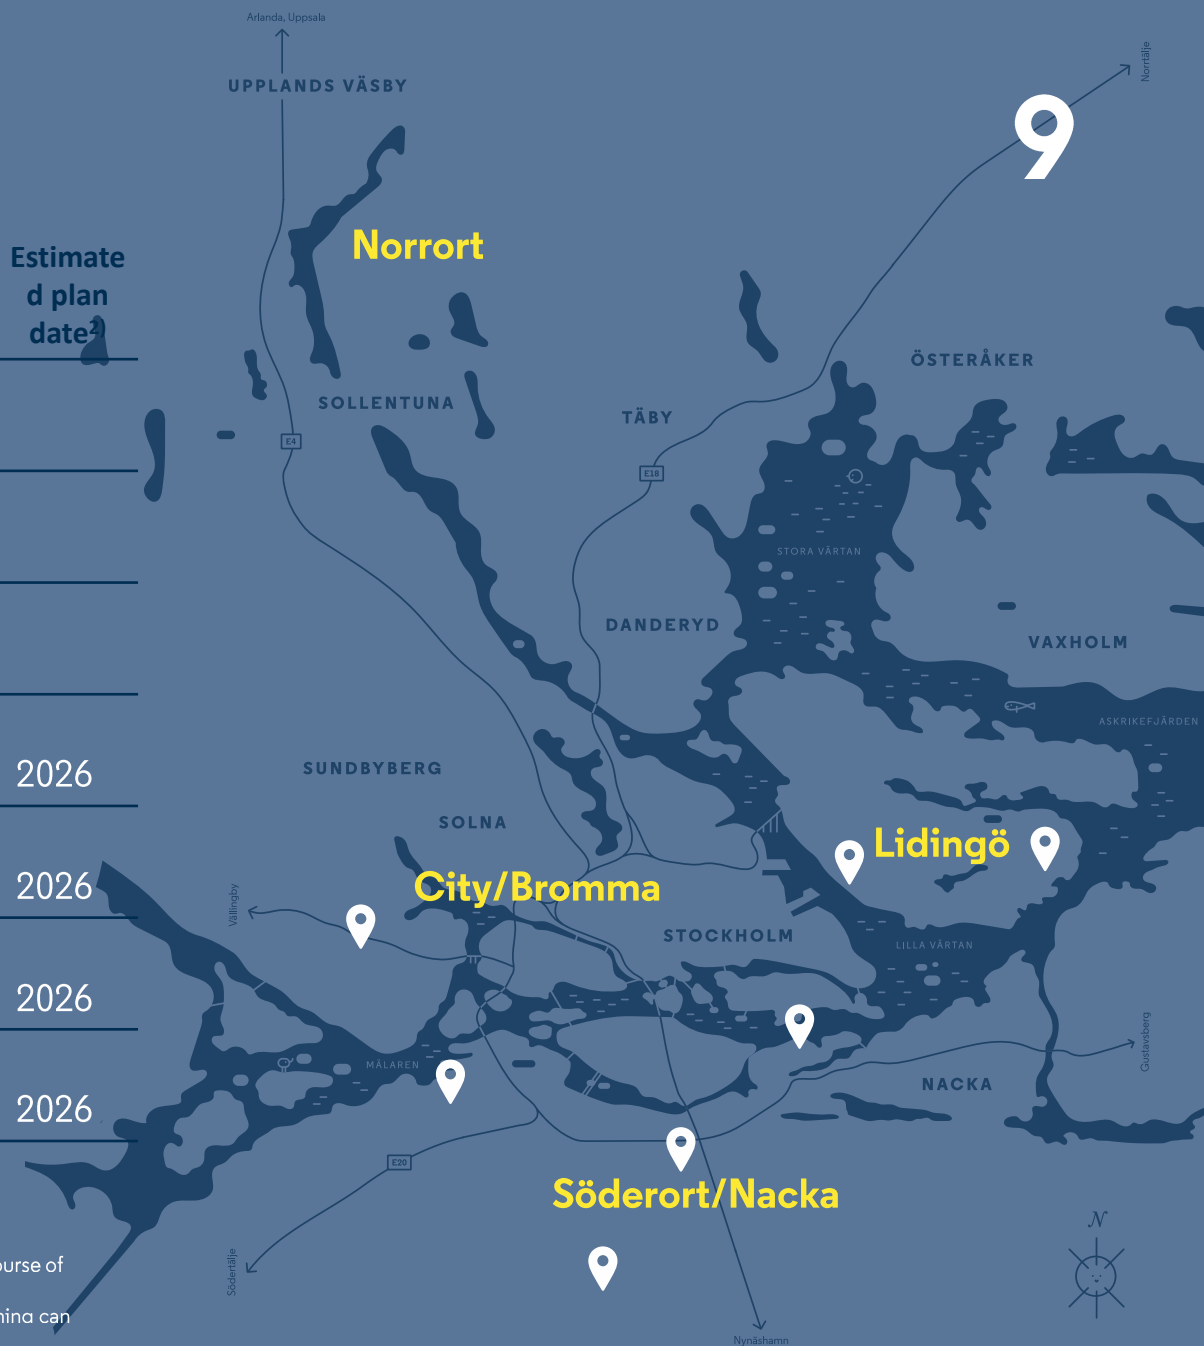 Arlanda, Uppsala
Norrtälje
UPPLANDS VÄSBY
9
Norrort
Estimate
d plan
date2)
ÖSTERÅKER
SOLLENTUNA
TÄBY
E4
E18
STORA VÄRTAN
DANDERYD
VAXHOLM
ASKRIKEFJÄRDEN
2026
SUNDBYBERG
SOLNA
Lidingö
2026
City/Bromma
Vällingby
STOCKHOLM
LILLA VÄRTAN
2026
Gustavsberg
MÄLAREN
NACKA
2026
E20
Söderort/Nacka
N
Södertälje
ourse of
can
Nynäshamn